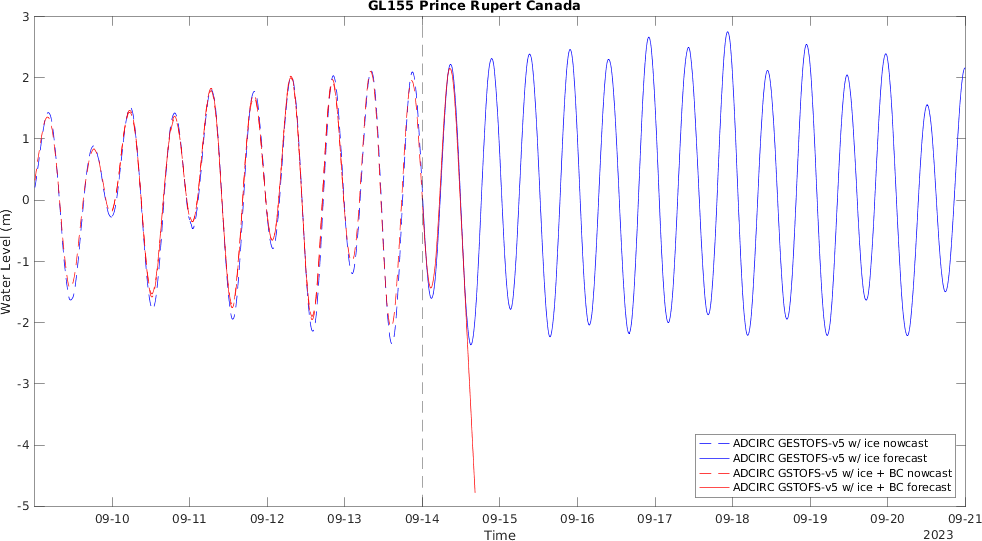 GL155 Prince Rupert Canada
3
2
1
0
-1
-2
-3
-4
-5
Water Level (m)
ADCIRC GESTOFS-v5 w/ ice nowcast
ADCIRC GESTOFS-v5 w/ ice forecast
ADCIRC GSTOFS-v5 w/ ice + BC nowcast
ADCIRC GSTOFS-v5 w/ ice + BC forecast
09-10 09-11 09-12 09-13 09-14 09-15 09-16 09-17 09-18 09-19 09-20 09-21
Time
2023